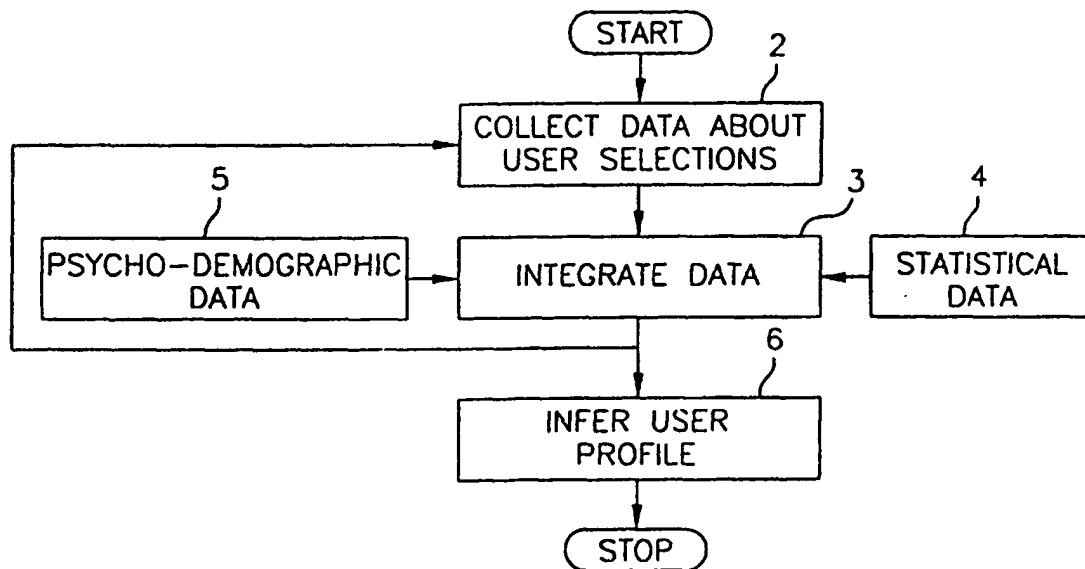 START
2
COLLECT DATA ABOUT
USER SELECTIONS
5
3
4
PSYCHO-DEMOGRAPHIC
DATA
INTEGRATE DATA
STATISTICAL
DATA
6
INFER USER
PROFILE
STOP